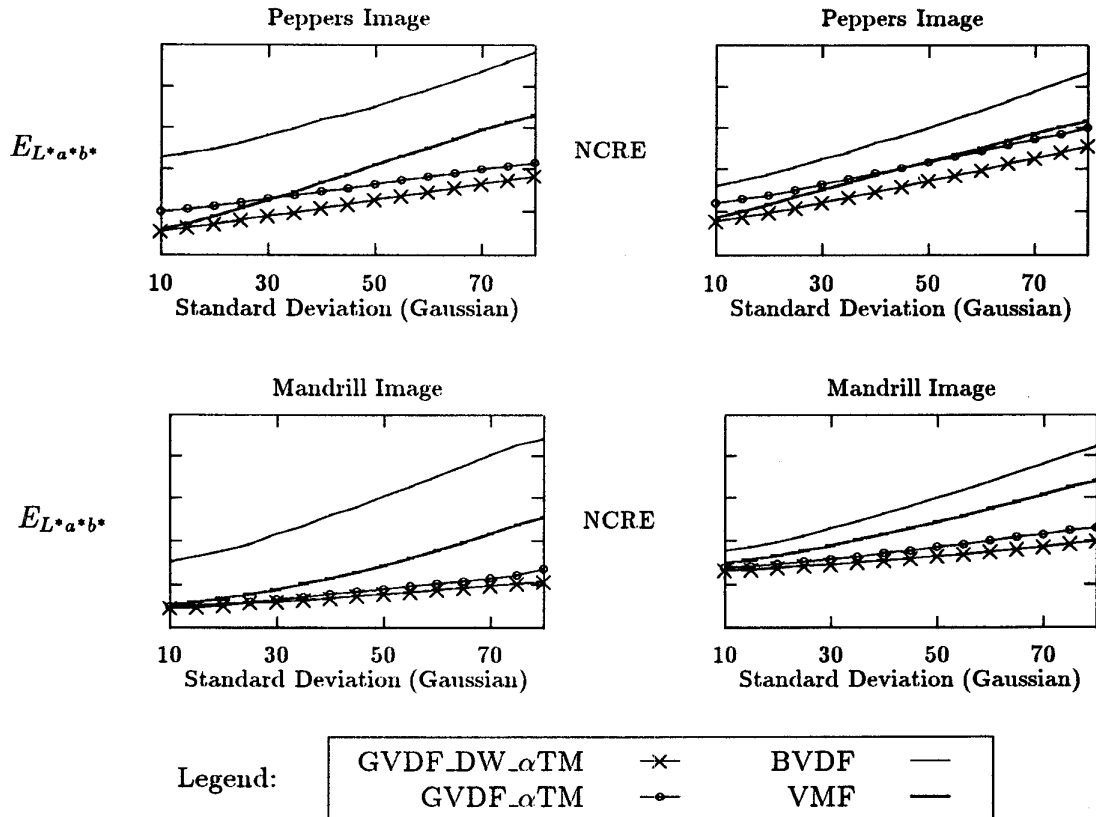 Peppers Image
Peppers Image
E_{L*a*b*}
NCRE
10 30 50 70
10 30 50 70
Standard Deviation (Gaussian)
Standard Deviation (Gaussian)
Mandrill Image
Mandrill Image
E_{L*a*b*}
NCRE
10 30 50 70
10 30 50 70
Standard Deviation (Gaussian)
Standard Deviation (Gaussian)
Legend:
GVDF_DW_αTM
BVDF
GVDF_αTM
VMF